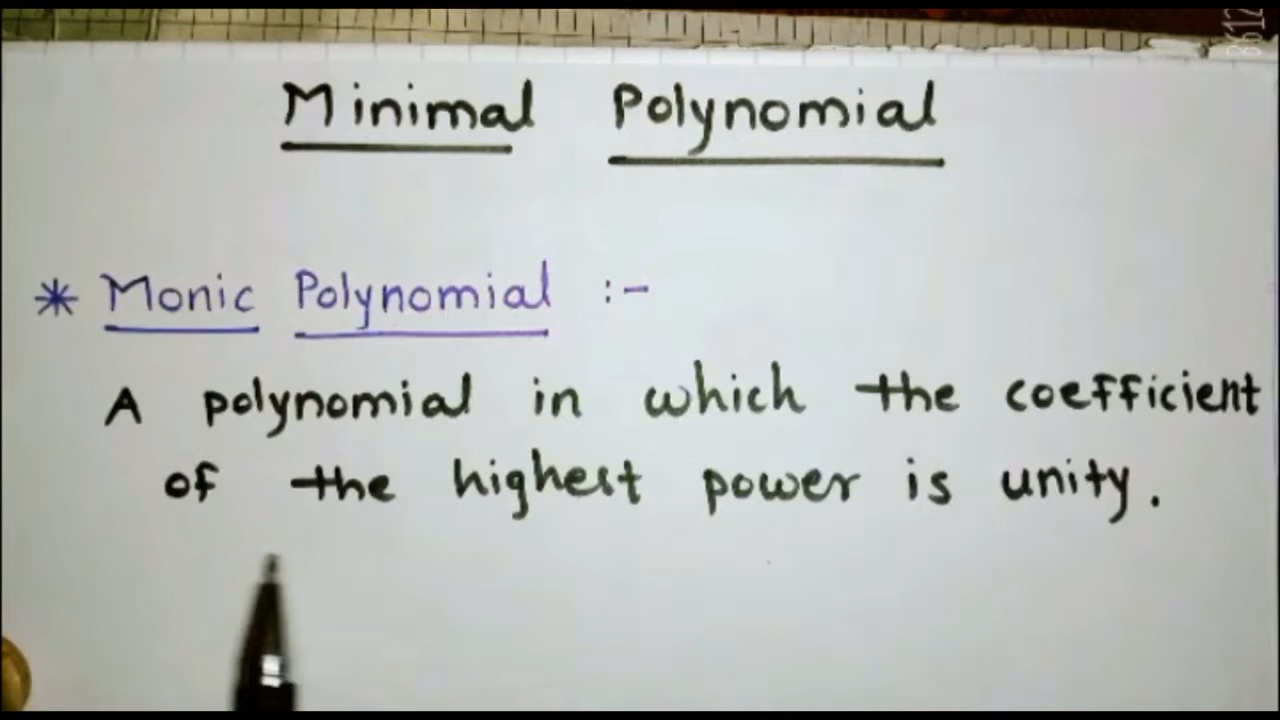 Minimal Polynomial
* Monic Polynomial :-
A polynomial in which the coefficient
of the highest power is unity.